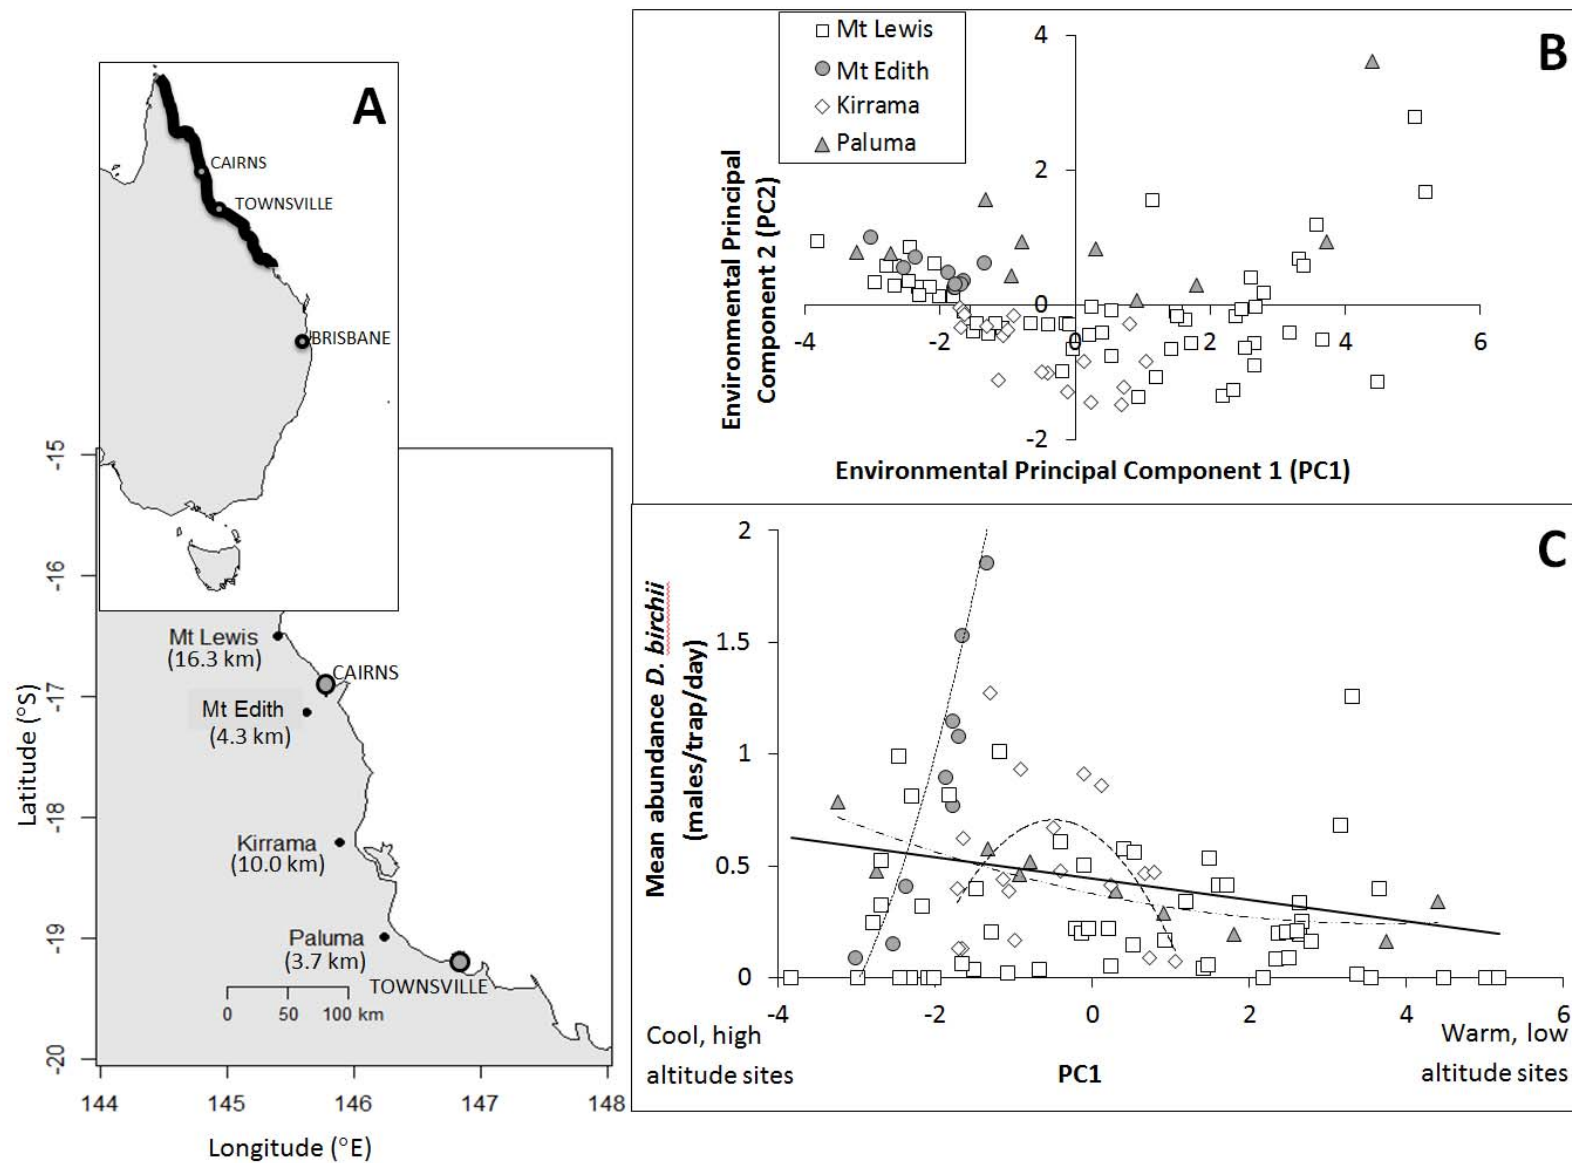 A
CAIRNS
TOWNSVILLE
BRISBANE
-15
-16
-17
-18
-19
-20
Latitude (°S)
Mt Lewis
(16.3 km)
CAIRNS
Mt Edith
(4.3 km)
Kirrama
(10.0 km)
Paluma
(3.7 km)
TOWNSVILLE
0 50 100 km
144 145 146 147 148
Longitude (°E)
B
Mt Lewis
Mt Edith
Kirrama
Paluma
Environmental Principal
Component 2 (PC2)
4
2
0
-2
-4 -2 0 2 4 6
Environmental Principal Component 1 (PC1)
C
Mean abundance D. birchii
(males/trap/day)
2
1.5
1
0.5
0
-4 -2 0 2 4 6
Cool, high
altitude sites
PC1
Warm, low
altitude sites